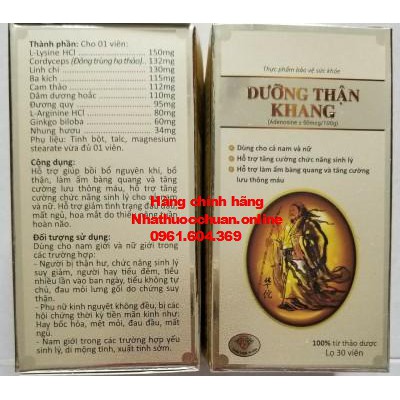 Thành phần: Cho 01 viên:
L-Lysine HCl 150mg
Cordyceps (Đông trùng hạ thảo) 132mg
Linh chi 130mg
Ba kích 115mg
Cam thảo 112mg
Dâm dương hoắc 110mg
Đương quy 95mg
L-Arginine HCl 80mg
Ginkgo biloba
Nhung hươu 34mg
Phụ liệu: Tinh bột, talc, magnesium
stearate vừa đủ 01 viên.
Công dụng:
Hỗ trợ giúp bồi bổ nguyên khí, bổ
thận, làm ấm bàng quang và tăng
cường lưu thông máu, hỗ trợ tăng
cường chức năng sinh lý cho
nữ. Hỗ trợ giảm tình trạng đau đầu,
mất ngủ, hoa mắt do thiểu năng tuần
hoàn não.
Đối tượng sử dụng:
Dùng cho nam giới và nữ giới trong
các trường hợp:
- Người bị thận hư, chức năng sinh lý
suy giảm, người hay tiểu đêm, tiểu
nhiều lần vào ban ngày, tiểu không tự
chủ, đau mỏi lưng gối do chứng suy
thận.
- Phụ nữ kinh nguyệt không đều, bị các
hội chứng thời kỳ tiền mãn kinh như:
Hay bốc hỏa, mệt mỏi, đau đầu, mất
ngủ.
- Nam giới trong các trường hợp yếu
sinh lý, di mộng tinh, xuất tinh sớm.
Thực phẩm bảo vệ sức khỏe
DƯỠNG THẬN
KHANG
- Dùng cho cả nam và nữ
- Hỗ trợ tăng cường chức năng sinh lý
- Hỗ trợ làm ấm bàng quang và tăng cường
lưu thông máu
Hàng chính hãng
Nhathuocchuan.online
0961.604.369
100% từ thảo dược
Lọ 30 viên